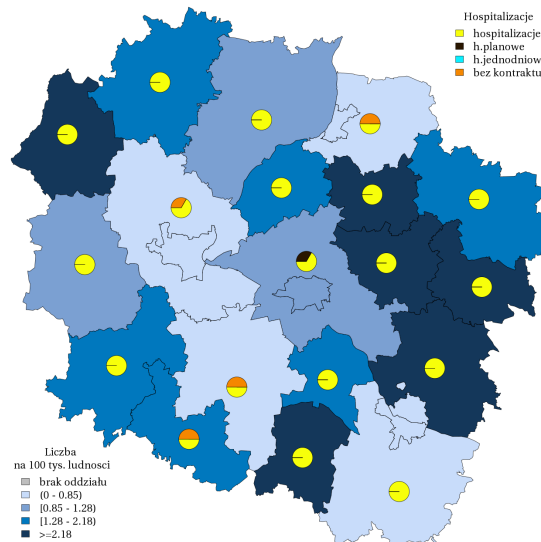 Hospitalizacje
hospitalizacje
h.planowe
h.jednodniow
bez kontraktu
Liczba
na 100 tys. ludnosci
brak oddziału
(0 - 0.85)
[0.85 - 1.28)
[1.28 - 2.18)
>=2.18